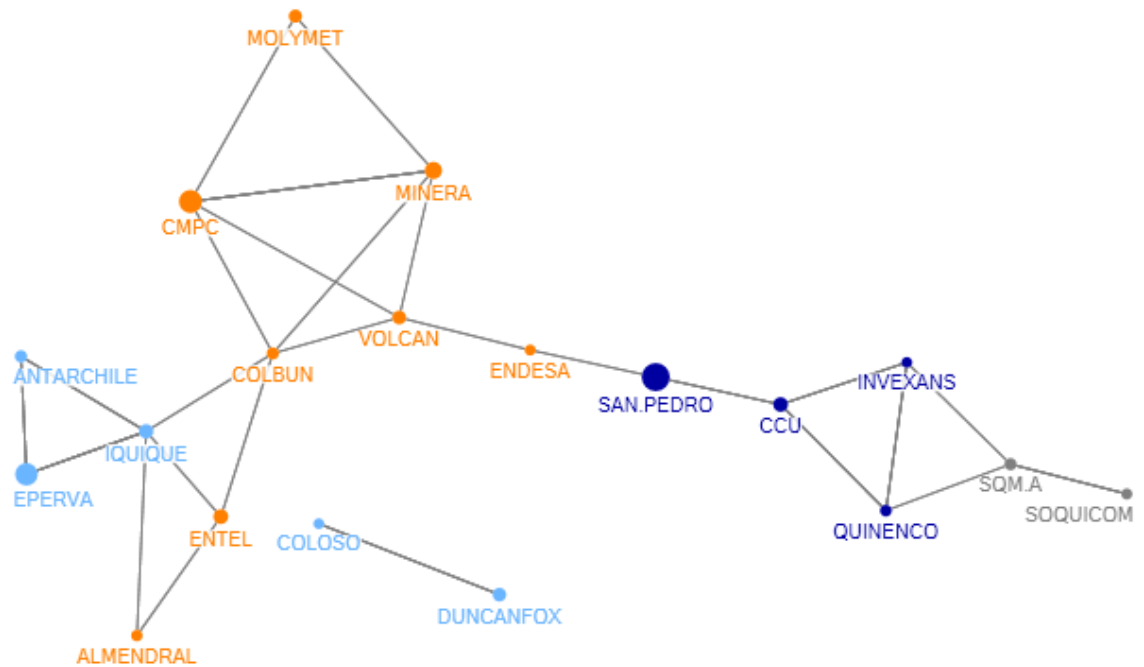 MOLYMET
MINERA
CMPC
VOLCAN
COLBUN
ENDESA
INVEXANS
ANTARCHILE
SAN.PEDRO
CCU
IQUIQUE
SQM.A
EPERVA
SOQUICOM
QUINENCO
ENTEL
COLOSO
DUNCANFOX
ALMENDRAL